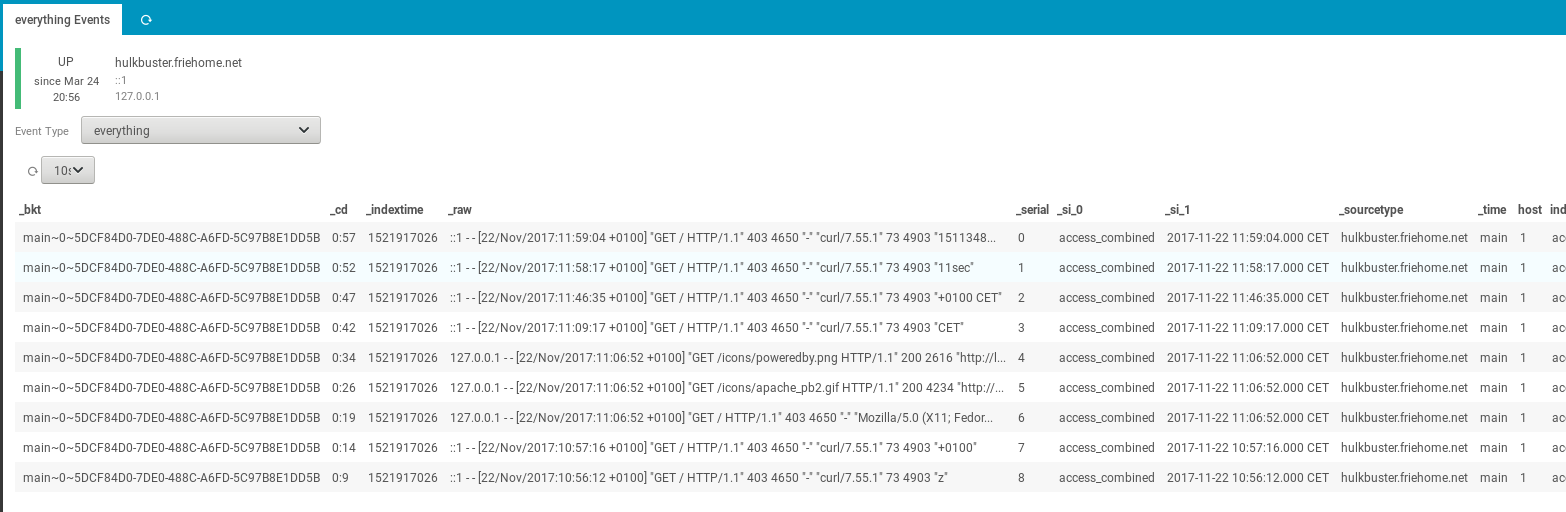 everything Events
UP hulkbuster.friehome.net
since Mar 24 ::1
20:56 127.0.0.1
Event Type everything
10s
_bkt _cd _indextime _raw _serial _si_0 _si_1 _sourcetype _time host ind
main~0~5DCF84D0-7DE0-488C-A6FD-5C97B8E1DD5B 0:57 1521917026 ::1 - - [22/Nov/2017:11:59:04 +0100] "GET / HTTP/1.1" 403 4650 "-" "curl/7.55.1" 73 4903 "1511348... 0 access_combined 2017-11-22 11:59:04.000 CET hulkbuster.friehome.net main 1 acc
main~0~5DCF84D0-7DE0-488C-A6FD-5C97B8E1DD5B 0:52 1521917026 ::1 - - [22/Nov/2017:11:58:17 +0100] "GET / HTTP/1.1" 403 4650 "-" "curl/7.55.1" 73 4903 "11sec" 1 access_combined 2017-11-22 11:58:17.000 CET hulkbuster.friehome.net main 1 acc
main~0~5DCF84D0-7DE0-488C-A6FD-5C97B8E1DD5B 0:47 1521917026 ::1 - - [22/Nov/2017:11:46:35 +0100] "GET / HTTP/1.1" 403 4650 "-" "curl/7.55.1" 73 4903 "+0100 CET" 2 access_combined 2017-11-22 11:46:35.000 CET hulkbuster.friehome.net main 1 acc
main~0~5DCF84D0-7DE0-488C-A6FD-5C97B8E1DD5B 0:42 1521917026 ::1 - - [22/Nov/2017:11:09:17 +0100] "GET / HTTP/1.1" 403 4650 "-" "curl/7.55.1" 73 4903 "CET" 3 access_combined 2017-11-22 11:09:17.000 CET hulkbuster.friehome.net main 1 acc
main~0~5DCF84D0-7DE0-488C-A6FD-5C97B8E1DD5B 0:34 1521917026 127.0.0.1 - - [22/Nov/2017:11:06:52 +0100] "GET /icons/poweredby.png HTTP/1.1" 200 2616 "http://l... 4 access_combined 2017-11-22 11:06:52.000 CET hulkbuster.friehome.net main 1 acc
main~0~5DCF84D0-7DE0-488C-A6FD-5C97B8E1DD5B 0:26 1521917026 127.0.0.1 - - [22/Nov/2017:11:06:52 +0100] "GET /icons/apache_pb2.gif HTTP/1.1" 200 4234 "http://... 5 access_combined 2017-11-22 11:06:52.000 CET hulkbuster.friehome.net main 1 acc
main~0~5DCF84D0-7DE0-488C-A6FD-5C97B8E1DD5B 0:19 1521917026 127.0.0.1 - - [22/Nov/2017:11:06:52 +0100] "GET / HTTP/1.1" 403 4650 "-" "Mozilla/5.0 (X11; Fedor... 6 access_combined 2017-11-22 11:06:52.000 CET hulkbuster.friehome.net main 1 acc
main~0~5DCF84D0-7DE0-488C-A6FD-5C97B8E1DD5B 0:14 1521917026 ::1 - - [22/Nov/2017:10:57:16 +0100] "GET / HTTP/1.1" 403 4650 "-" "curl/7.55.1" 73 4903 "+0100" 7 access_combined 2017-11-22 10:57:16.000 CET hulkbuster.friehome.net main 1 acc
main~0~5DCF84D0-7DE0-488C-A6FD-5C97B8E1DD5B 0:9 1521917026 ::1 - - [22/Nov/2017:10:56:12 +0100] "GET / HTTP/1.1" 403 4650 "-" "curl/7.55.1" 73 4903 "z" 8 access_combined 2017-11-22 10:56:12.000 CET hulkbuster.friehome.net main 1 acc